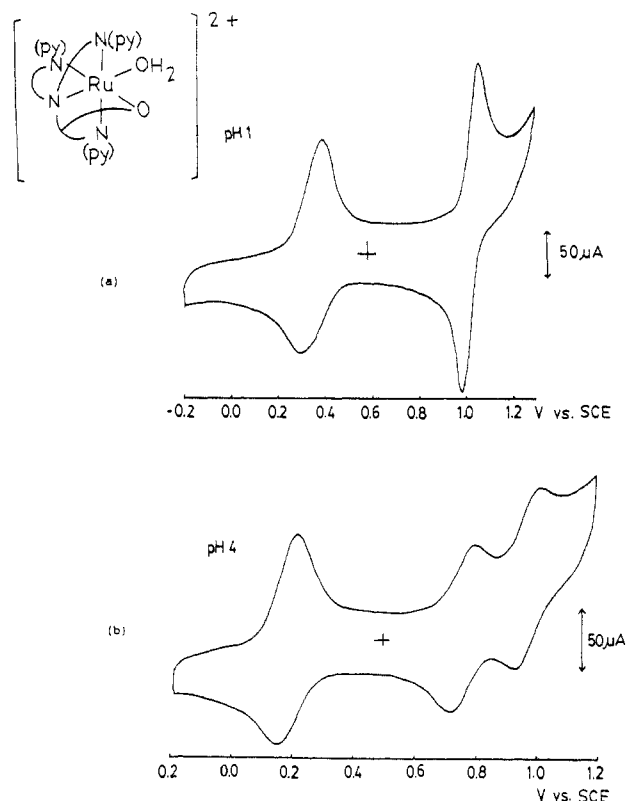 2+
(py) N N(py)
OH2
Ru
N O
N
(py)
pH 1
50 µA
(a)
-0.2 0.0 0.2 0.4 0.6 0.8 1.0 1.2
V vs. SCE
pH 4
50 µA
(b)
0.2 0.0 0.2 0.4 0.6 0.8 1.0 1.2
V vs. SCE